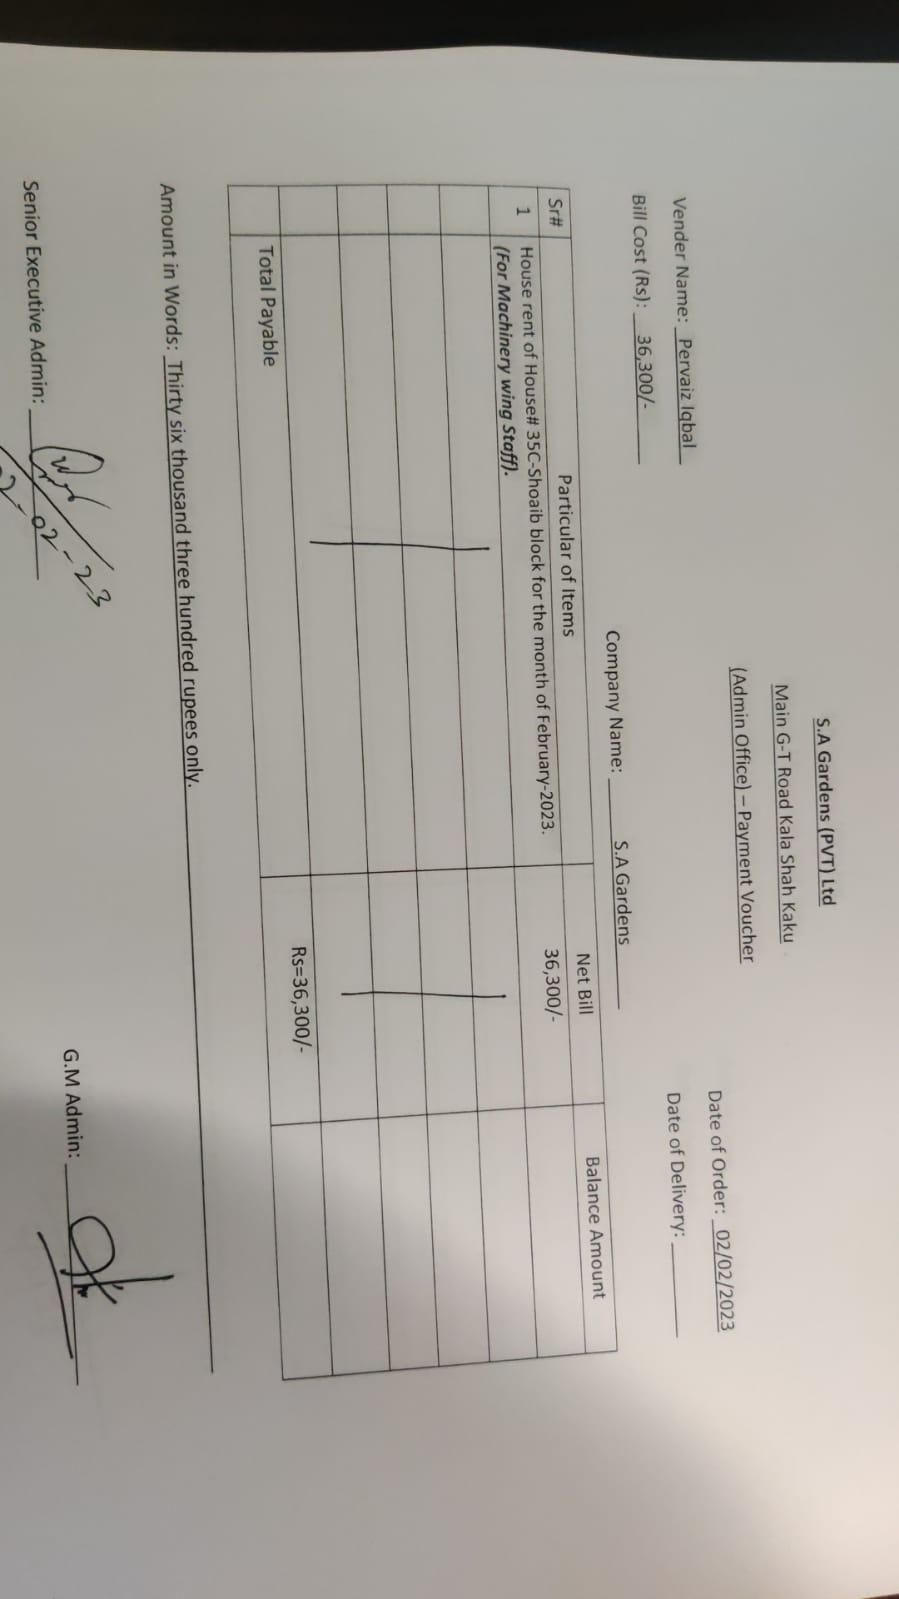 S.A Gardens (PVT) Ltd
Main G-T Road Kala Shah Kaku
(Admin Office) – Payment Voucher
Date of Order: 02/02/2023
Vender Name: Pervaiz Iqbal
Date of Delivery:
Bill Cost (Rs): 36,300/-
Company Name: S.A Gardens
Sr# Particular of Items Net Bill Balance Amount
1 House rent of House# 35C-Shoaib block for the month of February-2023. 36,300/-
(For Machinery wing Staff).
Total Payable Rs=36,300/-
Amount in Words: Thirty six thousand three hundred rupees only.
Senior Executive Admin:
02-23
G.M Admin: